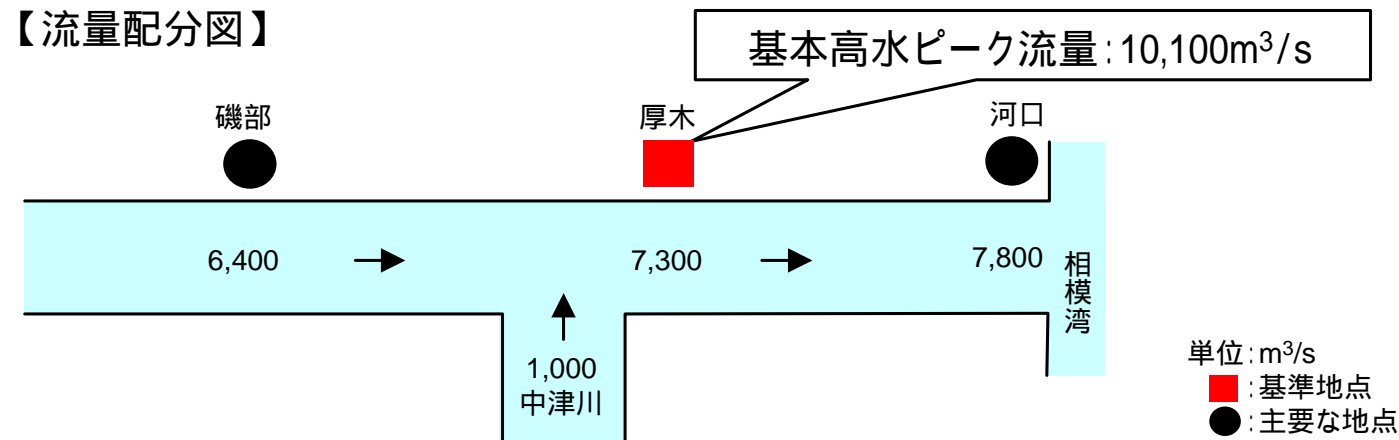 【流量配分図】
基本高水ピーク流量:10,100m³/s
磯部
厚木
河口
6,400
7,300
7,800
相模湾
1,000
中津川
単位:m³/s
:基準地点
:主要な地点